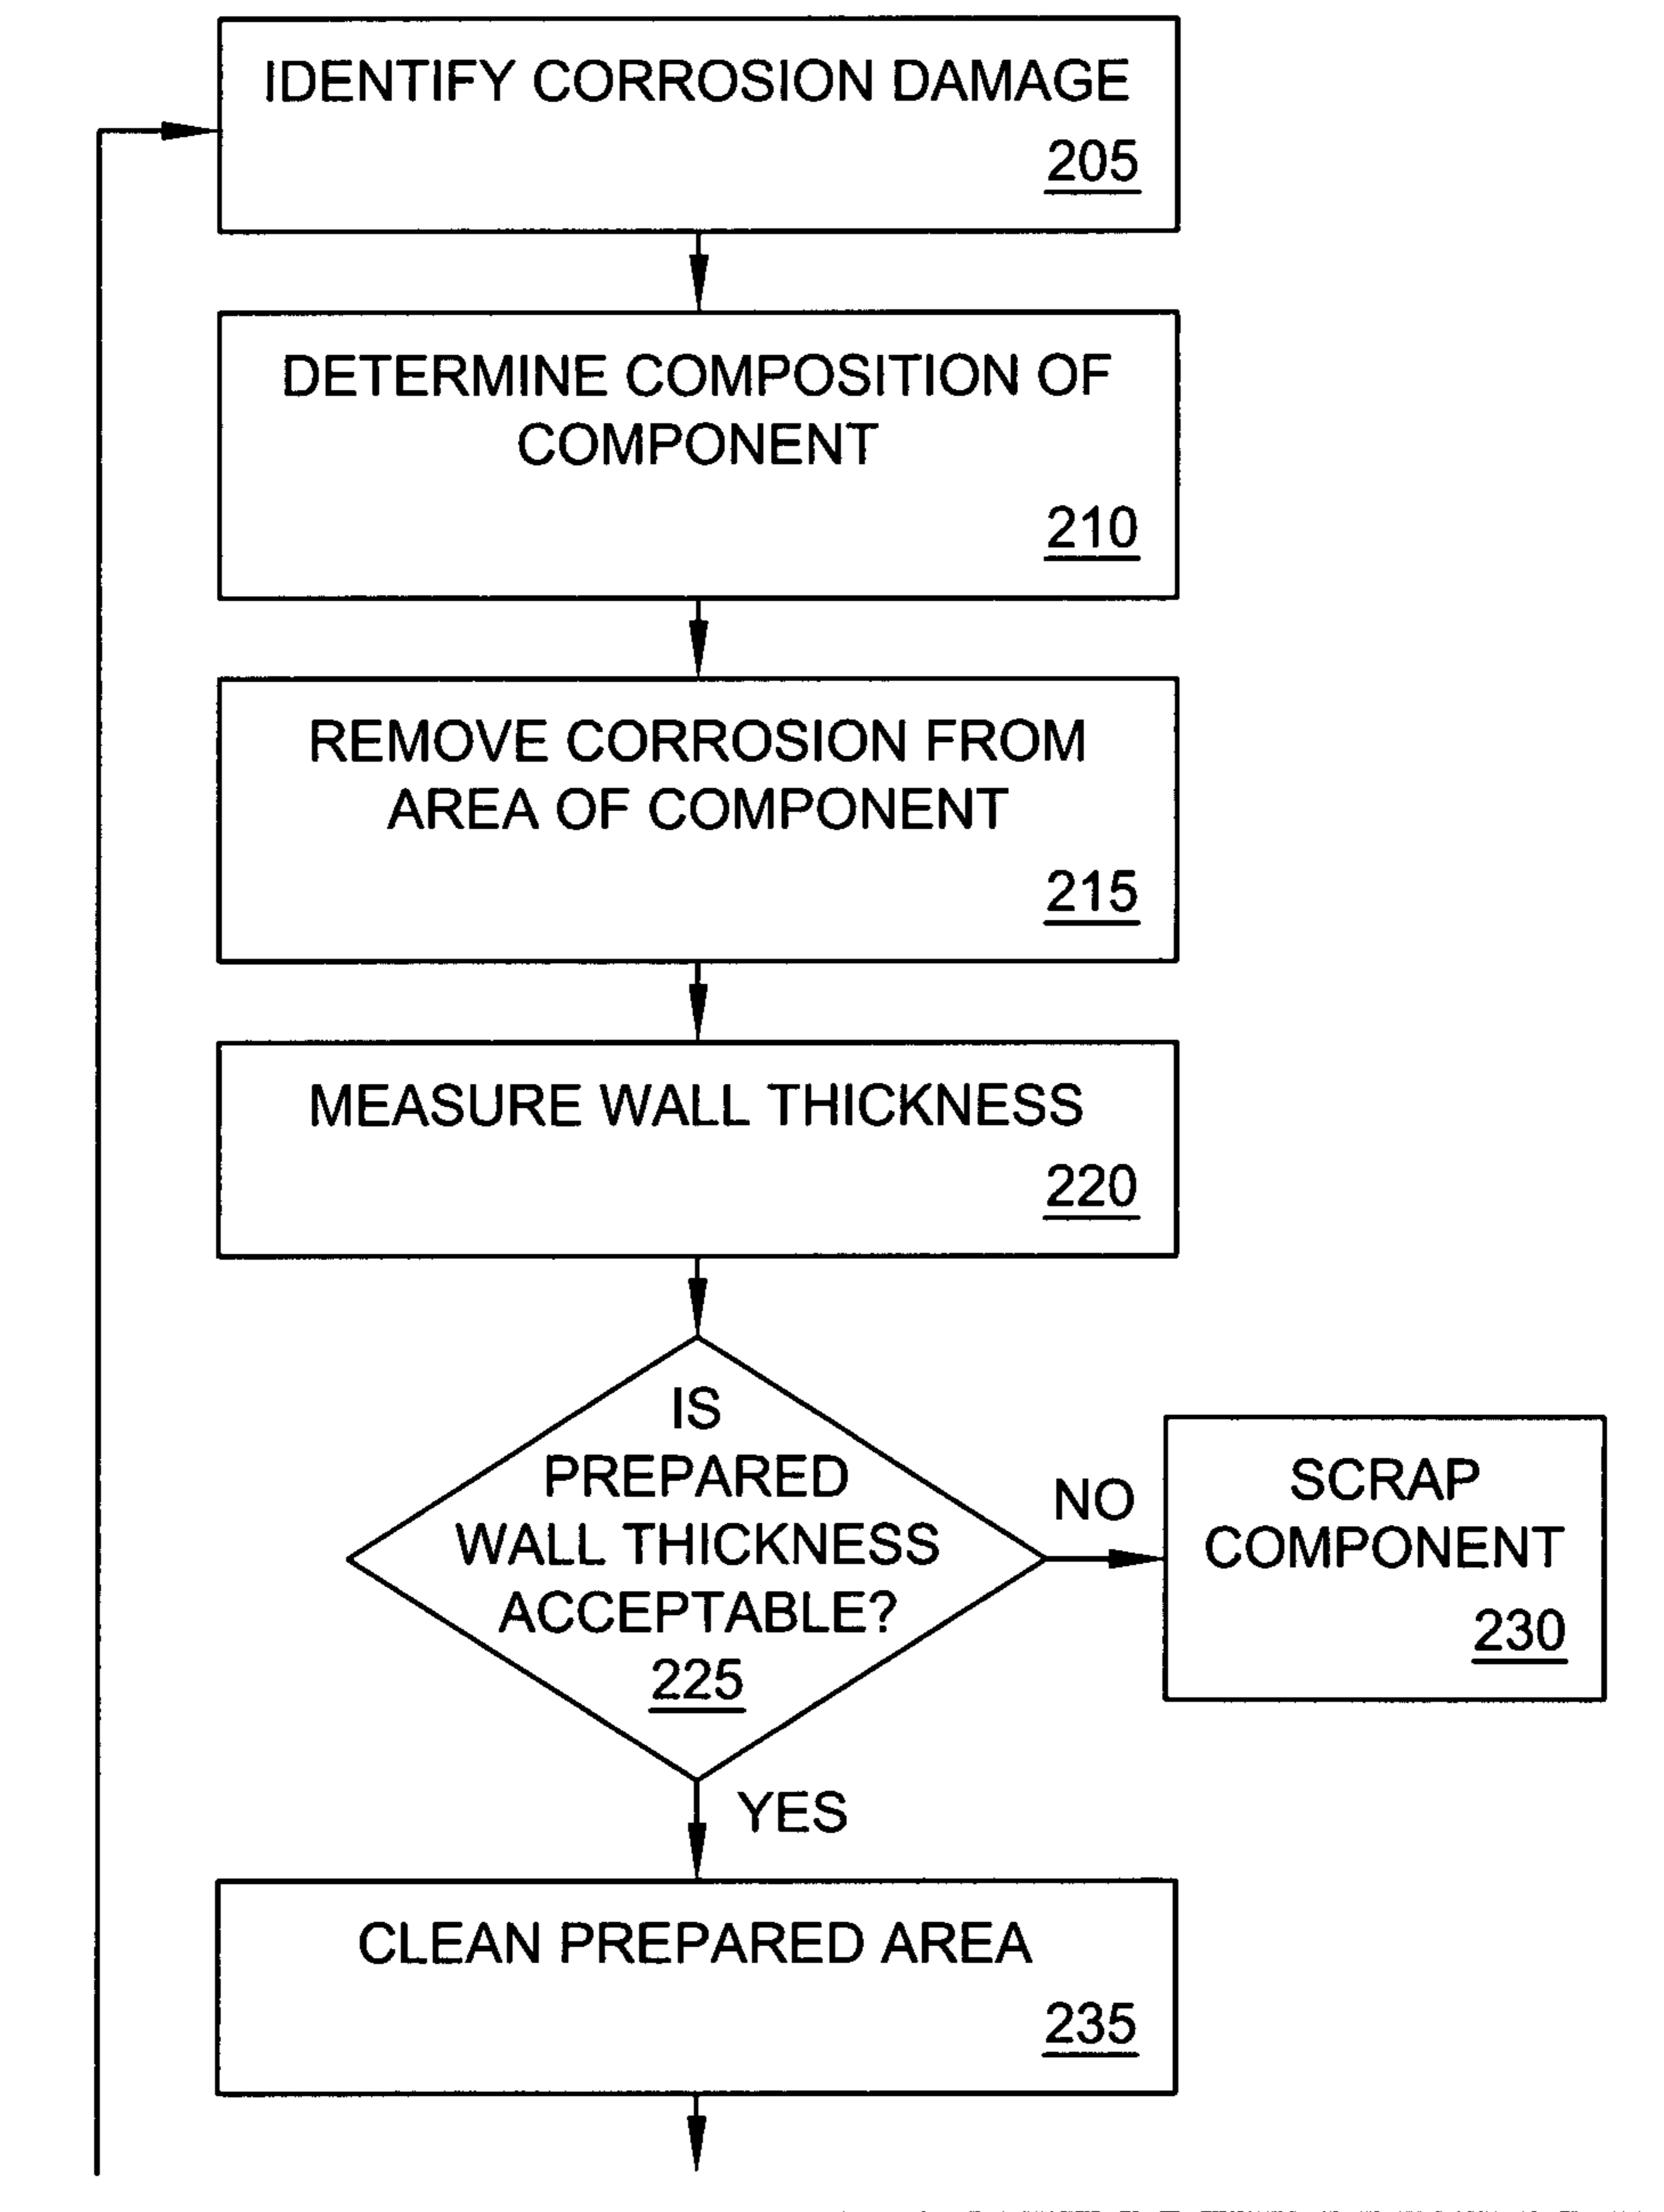 IDENTIFY CORROSION DAMAGE
205
DETERMINE COMPOSITION OF
COMPONENT
210
REMOVE CORROSION FROM
AREA OF COMPONENT
215
MEASURE WALL THICKNESS
220
IS
PREPARED
WALL THICKNESS
ACCEPTABLE?
225
NO
SCRAP
COMPONENT
230
YES
CLEAN PREPARED AREA
235